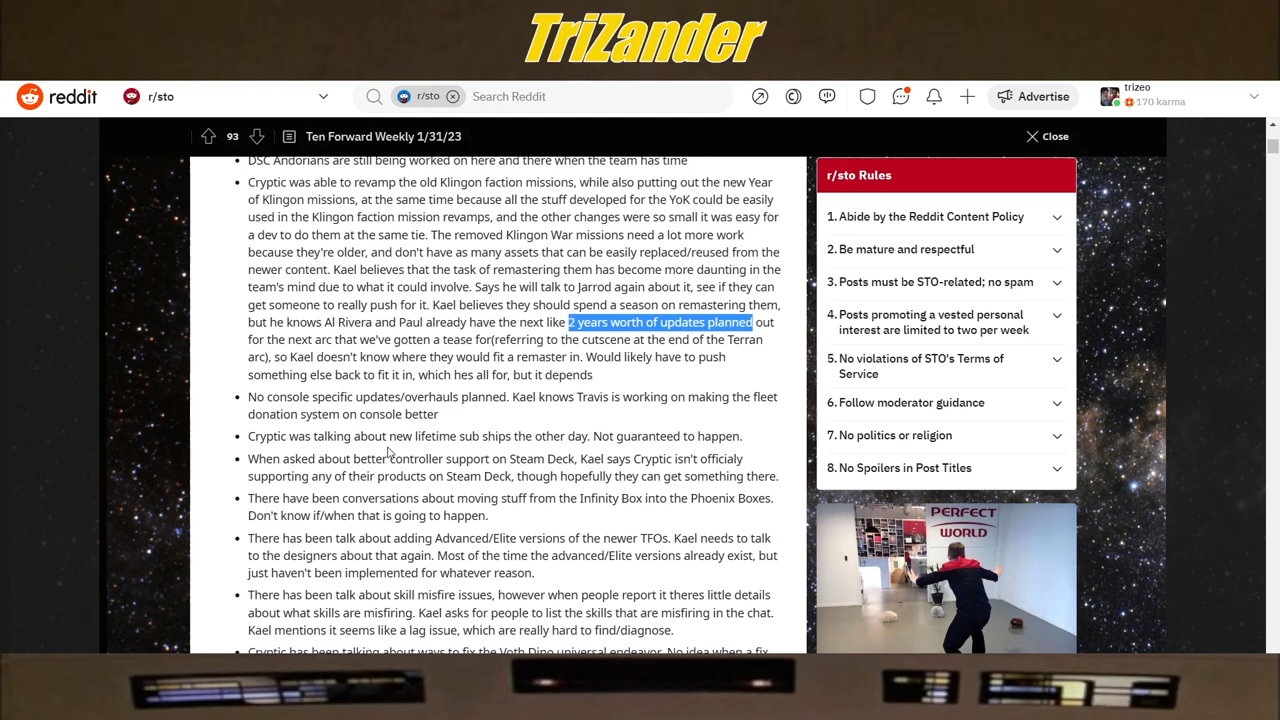 TriZander
reddit
r/sto
r/sto
Search Reddit
Advertise
trizeo
170 karma
93
Ten Forward Weekly 1/31/23
Close
DSC Andorians are still being worked on here and there when the team has time
Cryptic was able to revamp the old Klingon faction missions, while also putting out the new Year
of Klingon missions, at the same time because all the stuff developed for the YoK could be easily
used in the Klingon faction mission revamps, and the other changes were so small it was easy for
a dev to do them at the same tie. The removed Klingon War missions need a lot more work
because they're older, and don't have as many assets that can be easily replaced/reused from the
newer content. Kael believes that the task of remastering them has become more daunting in the
team's mind due to what it could involve. Says he will talk to Jarrod again about it, see if they can
get someone to really push for it. Kael believes they should spend a season on remastering them,
but he knows Al Rivera and Paul already have the next like 2 years worth of updates planned out
for the next arc that we've gotten a tease for(referring to the cutscene at the end of the Terran
arc), so Kael doesn't know where they would fit a remaster in. Would likely have to push
something else back to fit it in, which hes all for, but it depends
No console specific updates/overhauls planned. Kael knows Travis is working on making the fleet
donation system on console better
Cryptic was talking about new lifetime sub ships the other day. Not guaranteed to happen.
When asked about better controller support on Steam Deck, Kael says Cryptic isn't officialy
supporting any of their products on Steam Deck, though hopefully they can get something there.
There have been conversations about moving stuff from the Infinity Box into the Phoenix Boxes.
Don't know if/when that is going to happen.
There has been talk about adding Advanced/Elite versions of the newer TFOs. Kael needs to talk
to the designers about that again. Most of the time the advanced/Elite versions already exist, but
just haven't been implemented for whatever reason.
There has been talk about skill misfire issues, however when people report it theres little details
about what skills are misfiring. Kael asks for people to list the skills that are misfiring in the chat.
Kael mentions it seems like a lag issue, which are really hard to find/diagnose.
Cryptic has been talking about ways to fix the Voth Dino universal endeavor. No idea when a fix
r/sto Rules
1. Abide by the Reddit Content Policy
2. Be mature and respectful
3. Posts must be STO-related; no spam
4. Posts promoting a vested personal
interest are limited to two per week
5. No violations of STO's Terms of
Service
6. Follow moderator guidance
7. No politics or religion
8. No Spoilers in Post Titles
PERFECT
WORLD